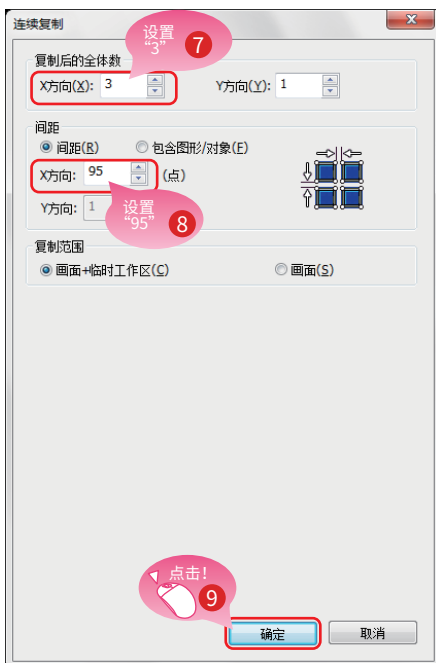 连续复制
设置
“3”
7
复制后的全体数
X方向(X): 3
Y方向(Y): 1
间距
间距(R)
包含图形/对象(F)
X方向: 95
(点)
Y方向: 1
设置
“95”
8
复制范围
画面+临时工作区(C)
画面(S)
点击!
9
确定
取消